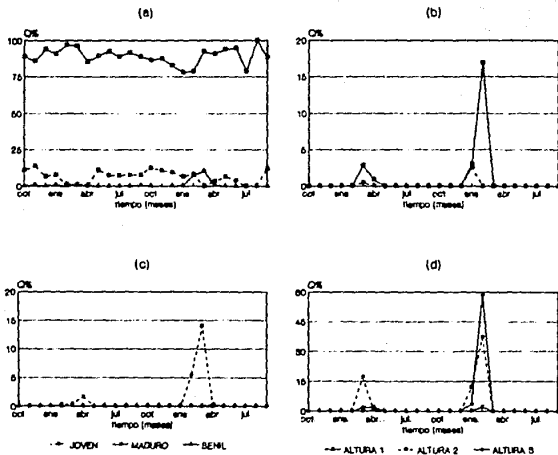 (a)
Q%
100
75
50
25
0
oct ene abr jul oct ene abr jul
tiempo (meses)
(b)
Q%
20
15
10
5
0
oct ene abr jul oct ene abr jul
tiempo (meses)
(c)
Q%
20
15
10
5
0
oct ene abr jul oct ene abr jul
tiempo (meses)
JOVEN MADURO SENIL
(d)
Q%
60
45
30
15
0
oct ene abr jul oct ene abr jul
tiempo (meses)
ALTURA 1 ALTURA 2 ALTURA 3